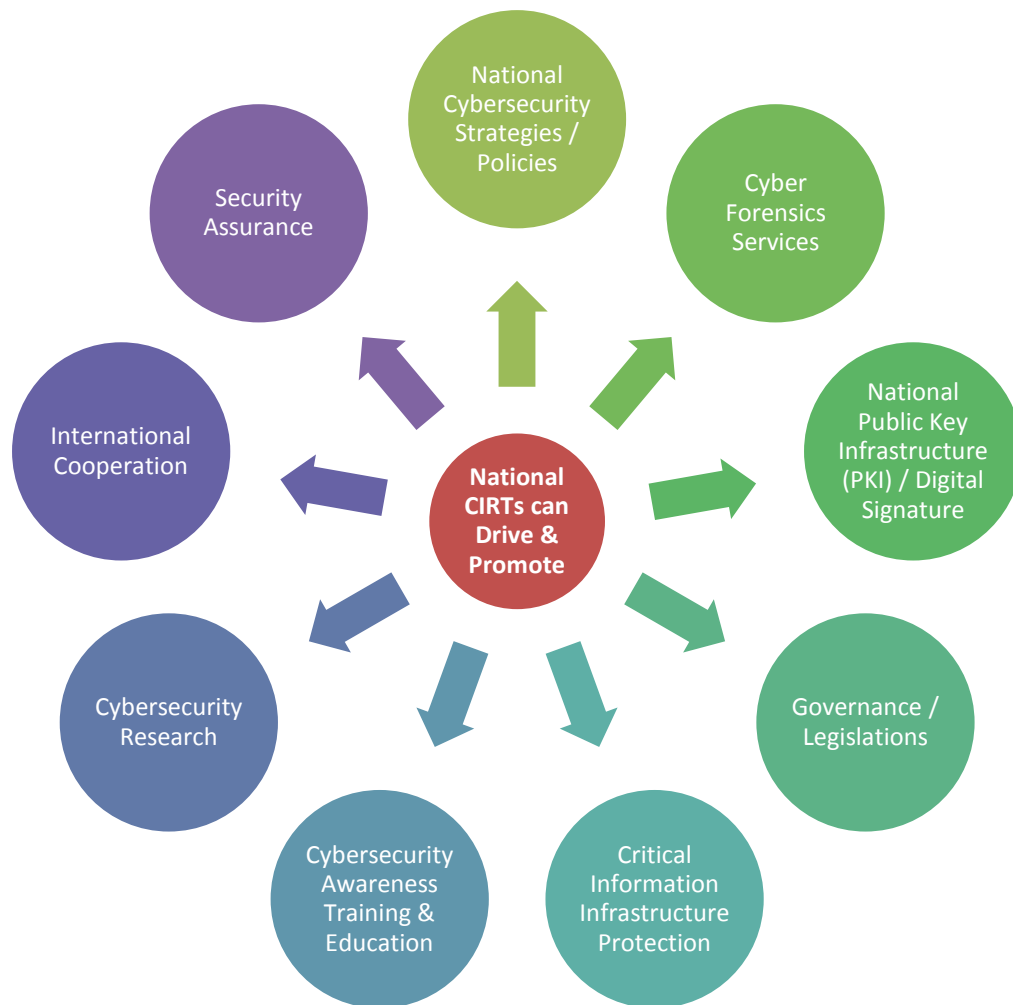 National
Cybersecurity
Strategies /
Policies
Cyber
Forensics
Services
National
Public Key
Infrastructure
(PKI) / Digital
Signature
Governance /
Legislations
Critical
Information
Infrastructure
Protection
Cybersecurity
Awareness
Training &
Education
Cybersecurity
Research
International
Cooperation
Security
Assurance
National
CIRTs can
Drive &
Promote